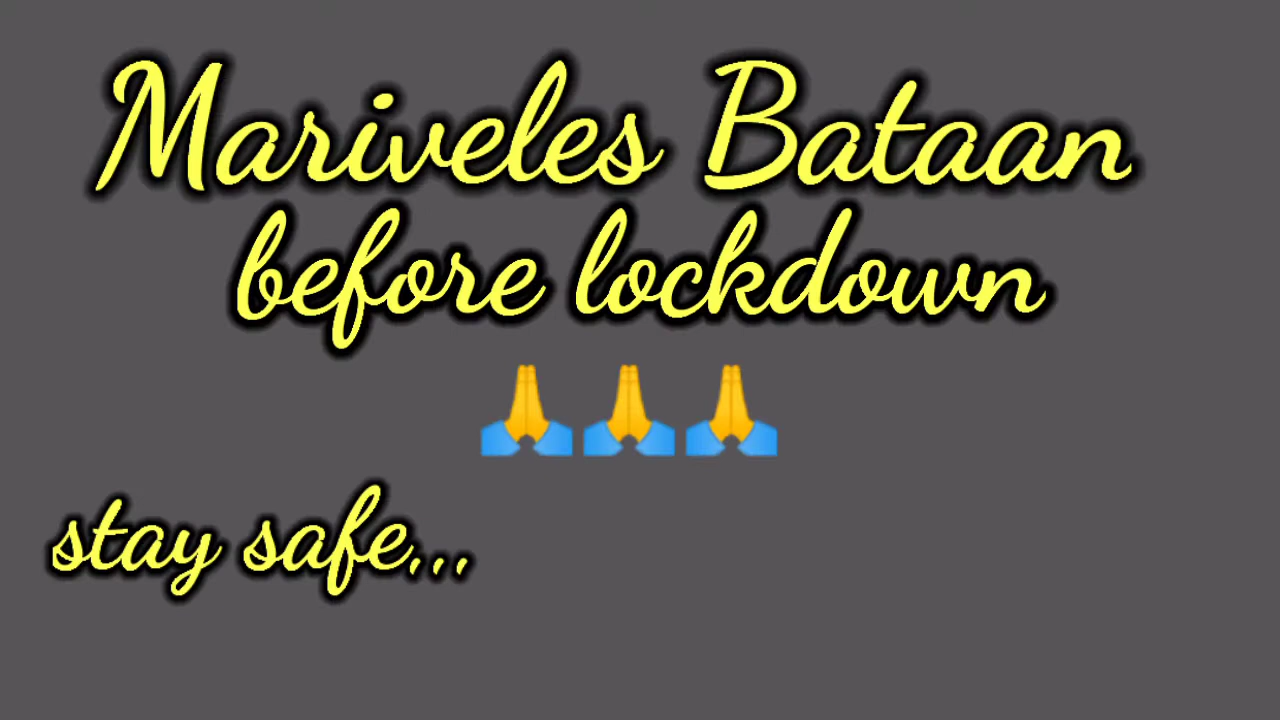 Mariveles Bataan
before lockdown
🙏🙏🙏
stay safe,,,